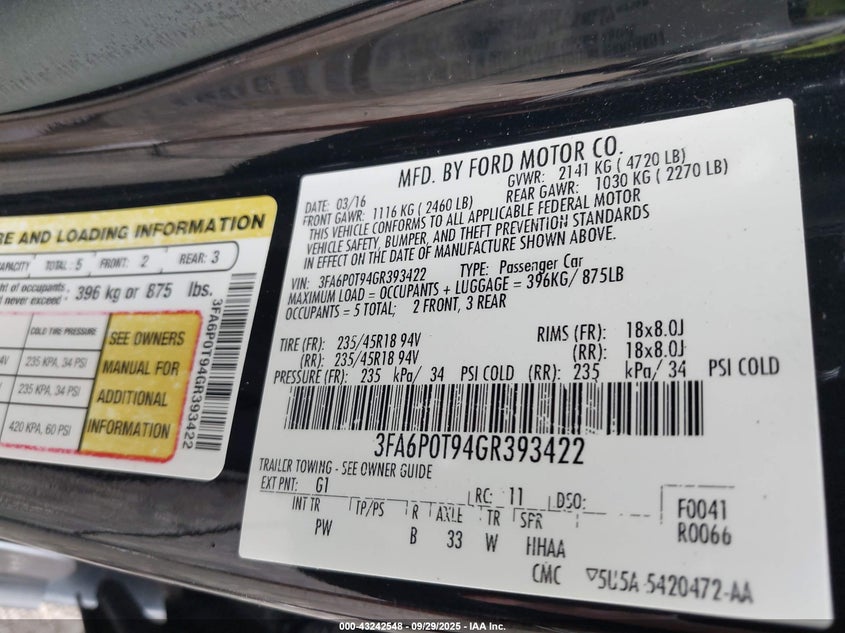 MFD. BY FORD MOTOR CO.
DATE: 03/16 GVWR: 2141 KG ( 4720 LB)
FRONT GAWR: 1116 KG ( 2460 LB) REAR GAWR: 1030 KG ( 2270 LB)
THIS VEHICLE CONFORMS TO ALL APPLICABLE FEDERAL MOTOR
VEHICLE SAFETY, BUMPER, AND THEFT PREVENTION STANDARDS
IN EFFECT ON THE DATE OF MANUFACTURE SHOWN ABOVE.
VIN: 3FA6P0T94GR393422 TYPE: Passenger Car
MAXIMUM LOAD = OCCUPANTS + LUGGAGE = 396KG/ 875LB
OCCUPANTS = 5 TOTAL; 2 FRONT, 3 REAR
TIRE (FR): 235/45R18 94V RIMS (FR): 18x8.0J
(RR): 235/45R18 94V (RR): 18x8.0J
PRESSURE (FR): 235 kPa/ 34 PSI COLD (RR): 235 kPa/ 34 PSI COLD
3FA6P0T94GR393422
TRAILER TOWING - SEE OWNER GUIDE
EXT PNT: G1 RC: 11 DSO: F0041
INT TR TP/PS R AXLE TR SPR R0066
PW B 33 W HHAA
CMC 5U5A-5420472-AA
AND LOADING INFORMATION
TOTAL: 5 FRONT: 2 REAR: 3
of occupants
never exceed 396 kg or 875 lbs.
COLD TIRE PRESSURE
235 KPA, 34 PSI
235 KPA, 34 PSI
420 KPA, 60 PSI
SEE OWNERS
MANUAL FOR
ADDITIONAL
INFORMATION
3FA6P0T94GR393422
000-43242548 - 09/29/2025 - IAA Inc.